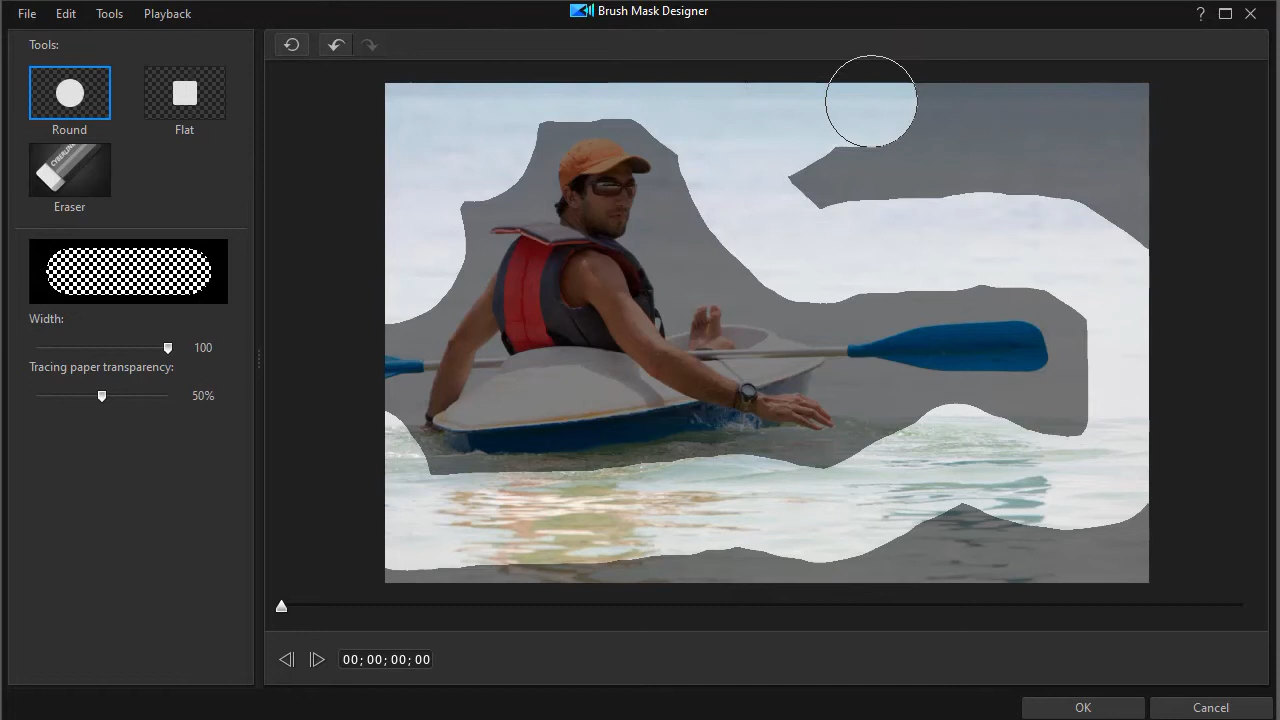 Brush Mask Designer
File Edit Tools Playback
?
Tools:
Round Flat
CYBERLINK
Eraser
Width:
100
Tracing paper transparency:
50%
00;00;00;00
OK Cancel